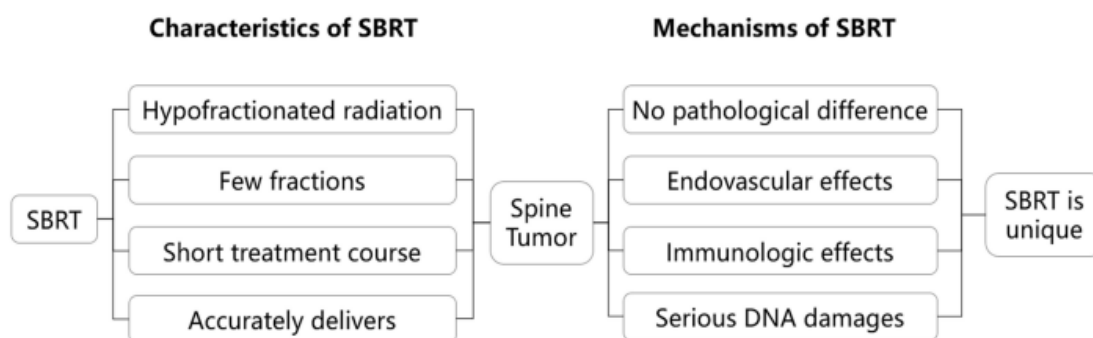 Characteristics of SBRT
Mechanisms of SBRT
SBRT
Hypofractionated radiation
Few fractions
Short treatment course
Accurately delivers
Spine
Tumor
No pathological difference
Endovascular effects
Immunologic effects
Serious DNA damages
SBRT is
unique